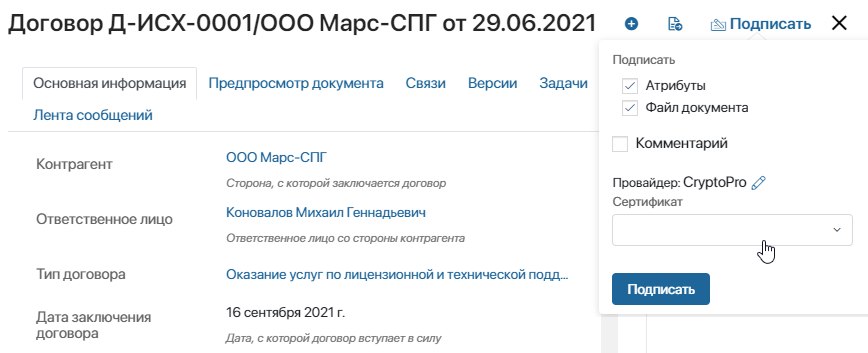 Договор Д-ИСХ-0001/ООО Марс-СПГ от 29.06.2021
Подписать
Основная информация
Предпросмотр документа
Связи
Версии
Задачи
Лента сообщений
Контрагент
ООО Марс-СПГ
Сторона, с которой заключается договор
Ответственное лицо
Коновалов Михаил Геннадьевич
Ответственное лицо со стороны контрагента
Тип договора
Оказание услуг по лицензионной и технической подд...
Дата заключения
договора
16 сентября 2021 г.
Дата, с которой договор вступает в силу
Подписать
Атрибуты
Файл документа
Комментарий
Провайдер: CryptoPro
Сертификат
Подписать